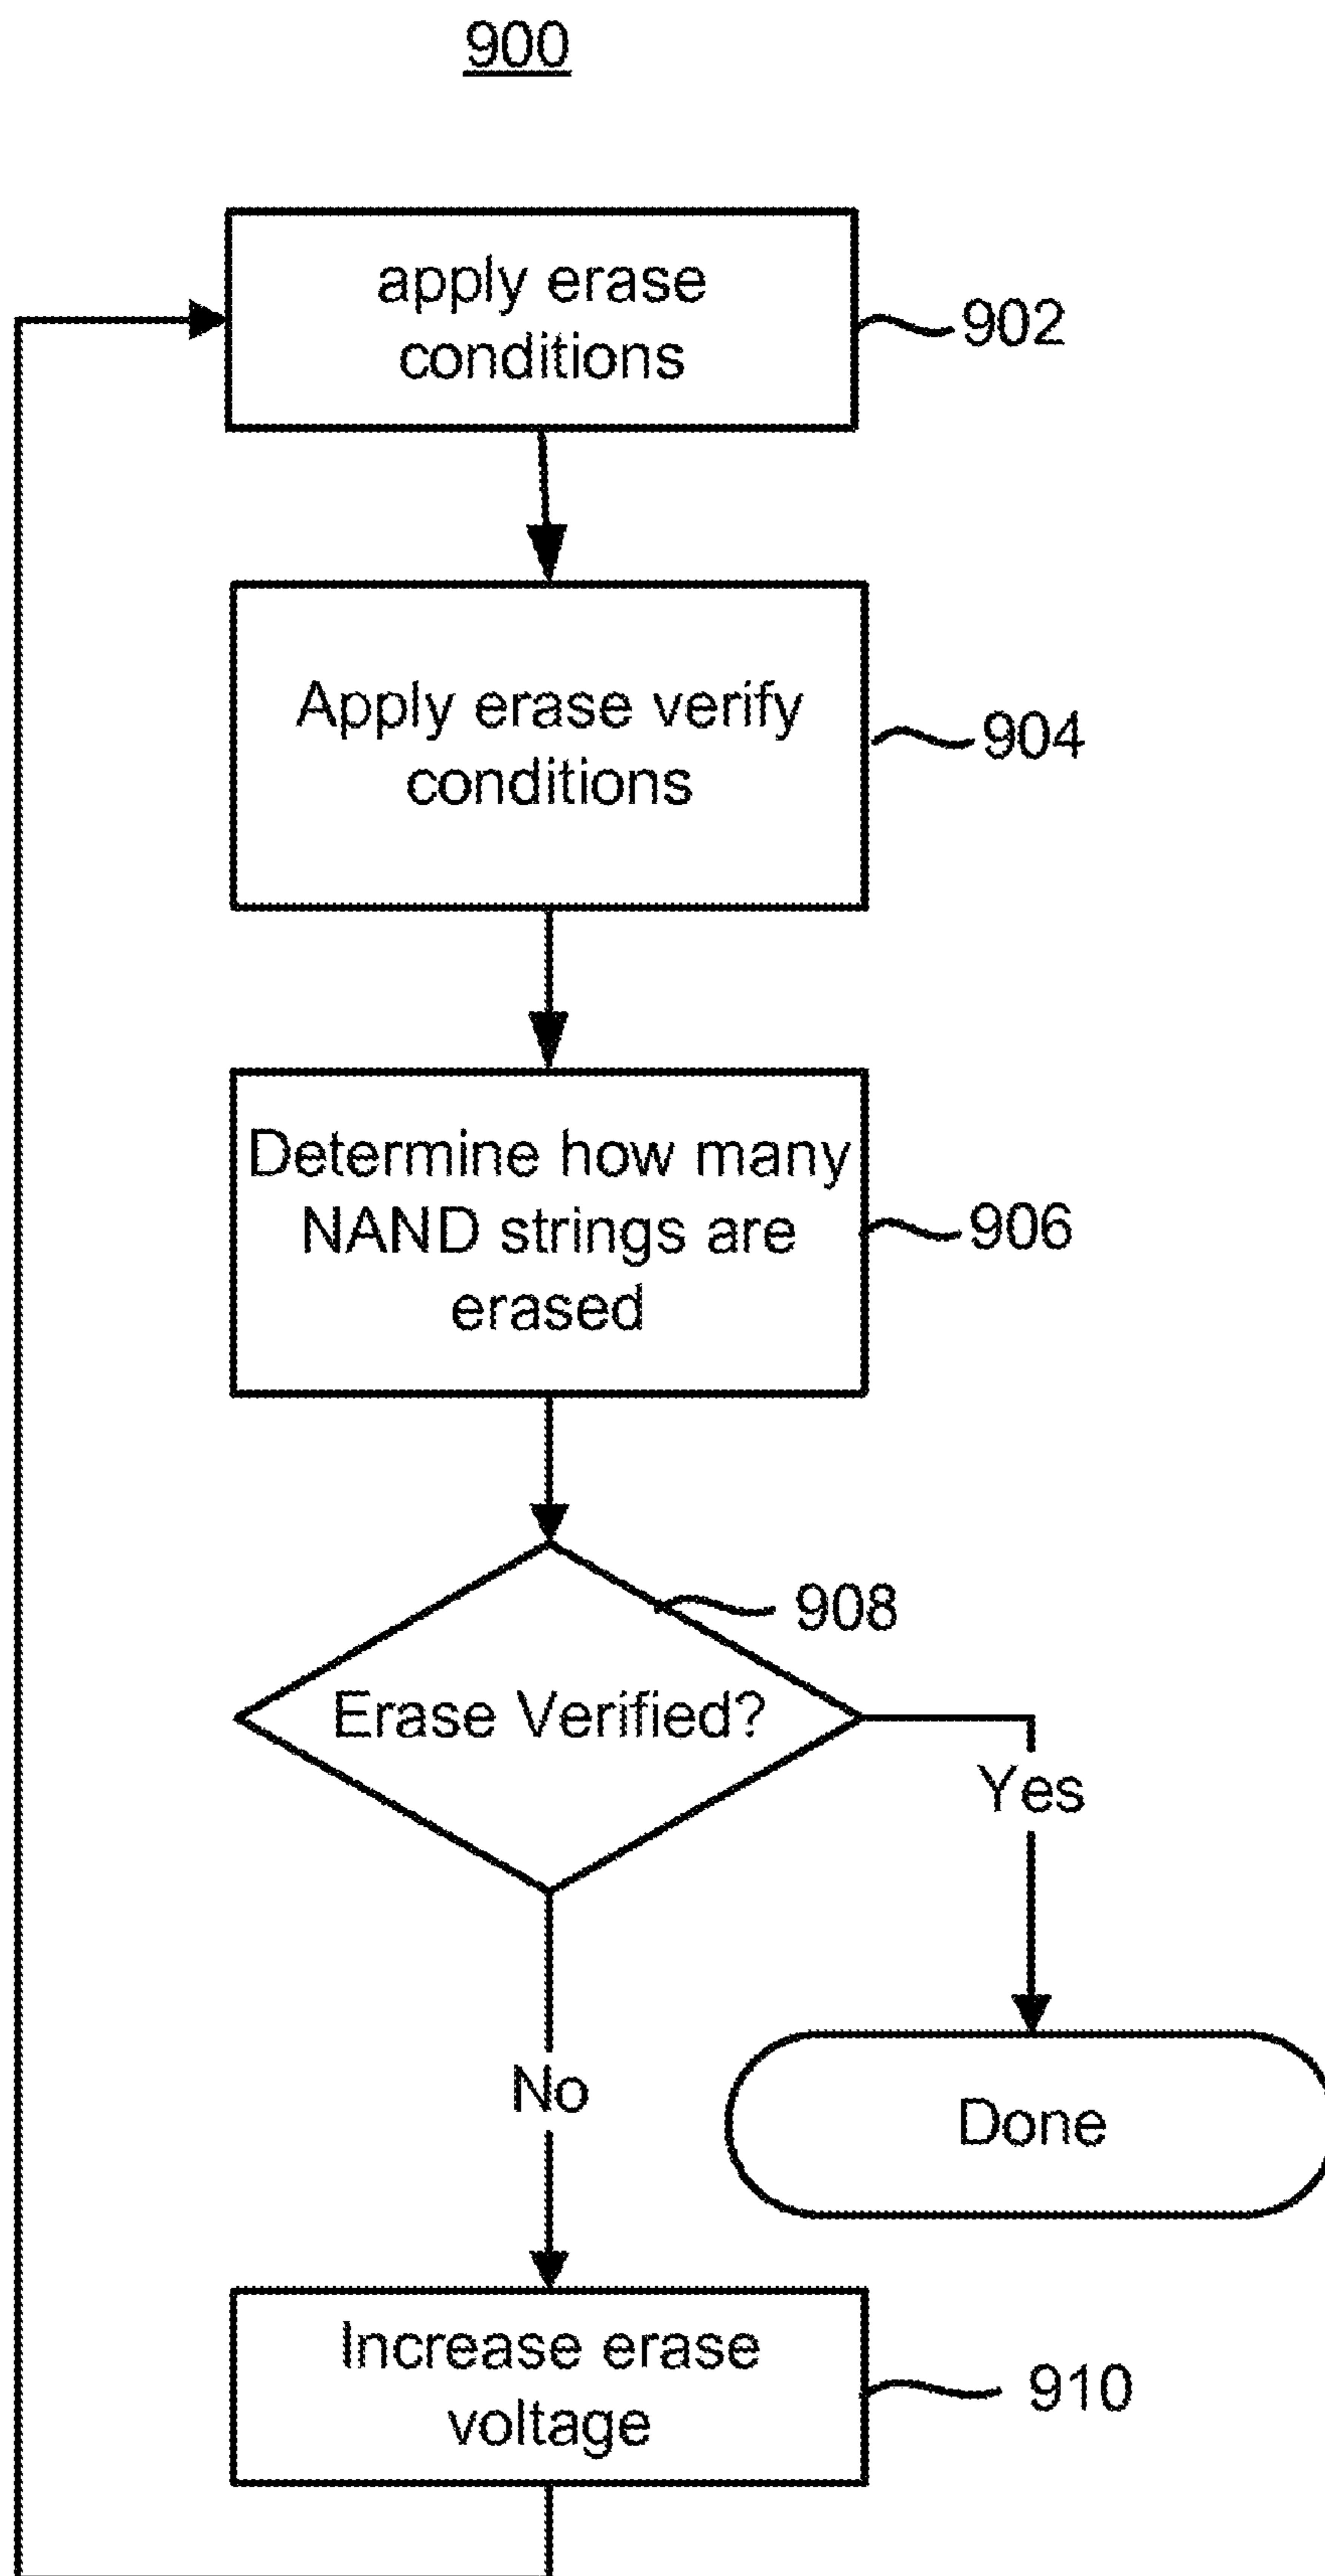 900
apply erase
conditions
902
Apply erase verify
conditions
904
Determine how many
NAND strings are
erased
906
908
Erase Verified?
Yes
No
Done
Increase erase
voltage
910